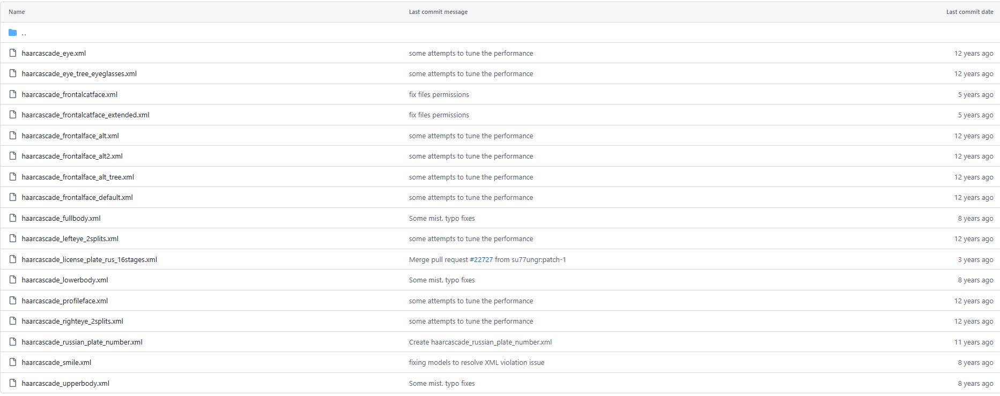 Name Last commit message Last commit date
..
haarcascade_eye.xml some attempts to tune the performance 12 years ago
haarcascade_eye_tree_eyeglasses.xml some attempts to tune the performance 12 years ago
haarcascade_frontalcatface.xml fix files permissions 5 years ago
haarcascade_frontalcatface_extended.xml fix files permissions 5 years ago
haarcascade_frontalface_alt.xml some attempts to tune the performance 12 years ago
haarcascade_frontalface_alt2.xml some attempts to tune the performance 12 years ago
haarcascade_frontalface_alt_tree.xml some attempts to tune the performance 12 years ago
haarcascade_frontalface_default.xml some attempts to tune the performance 12 years ago
haarcascade_fullbody.xml Some mist. typo fixes 8 years ago
haarcascade_lefteye_2splits.xml some attempts to tune the performance 12 years ago
haarcascade_license_plate_rus_16stages.xml Merge pull request #22727 from su77ungr:patch-1 3 years ago
haarcascade_lowerbody.xml Some mist. typo fixes 8 years ago
haarcascade_profileface.xml some attempts to tune the performance 12 years ago
haarcascade_righteye_2splits.xml some attempts to tune the performance 12 years ago
haarcascade_russian_plate_number.xml Create haarcascade_russian_plate_number.xml 11 years ago
haarcascade_smile.xml fixing models to resolve XML violation issue 8 years ago
haarcascade_upperbody.xml Some mist. typo fixes 8 years ago